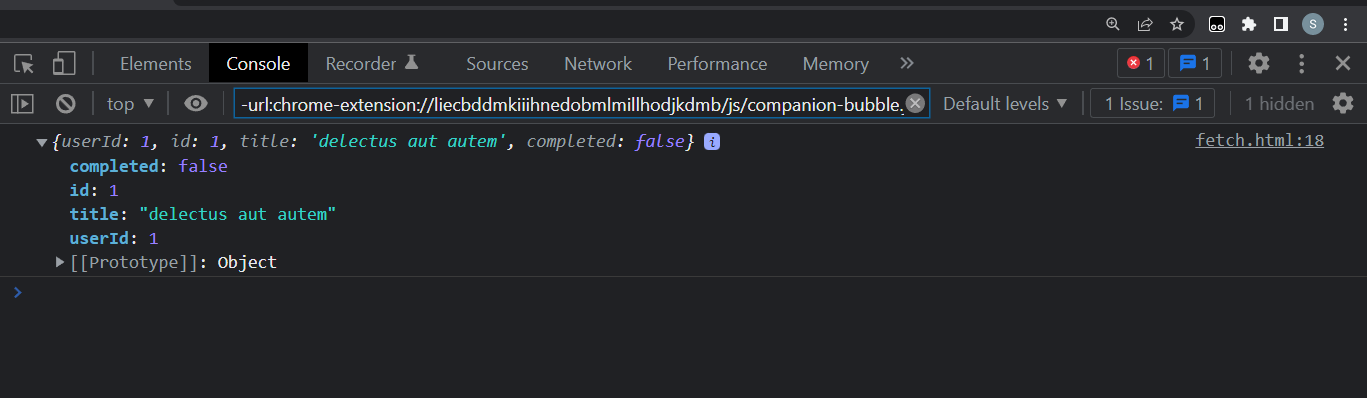 S
Elements Console Recorder Sources Network Performance Memory » 1 1
top ▼ -url:chrome-extension://liecbddmkiiihnedobmlmillhodjkdmb/js/companion-bubble. Default levels ▼ 1 Issue: 1 1 hidden
▼{userId: 1, id: 1, title: 'delectus aut autem', completed: false} i fetch.html:18
completed: false
id: 1
title: "delectus aut autem"
userId: 1
▶[[Prototype]]: Object
>